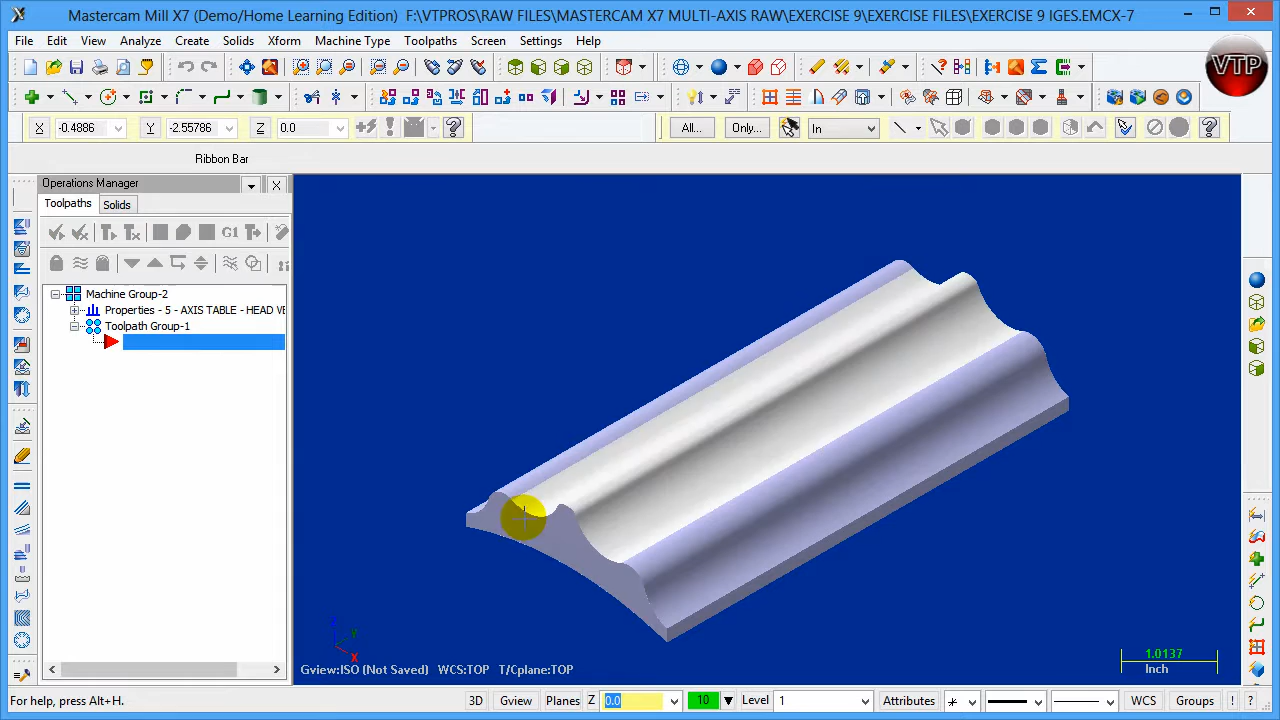 Mastercam Mill X7 (Demo/Home Learning Edition) F:\VTPROS\RAW FILES\MASTERCAM X7 MULTI-AXIS RAW\EXERCISE 9\EXERCISE FILES\EXERCISE 9 IGES.EMCX-7
File Edit View Analyze Create Solids Xform Machine Type Toolpaths Screen Settings Help
VTP
X -0.4886 Y -2.55786 Z 0.0 All... Only... In
Ribbon Bar
Operations Manager
Toolpaths Solids
G1
Machine Group-2
Properties - 5 - AXIS TABLE - HEAD VE
Toolpath Group-1
Z
Y
X
Gview:ISO (Not Saved) WCS:TOP T/Cplane:TOP
1.0137
Inch
For help, press Alt+H. 3D Gview Planes Z 0.0 10 Level 1 Attributes WCS Groups ! ?